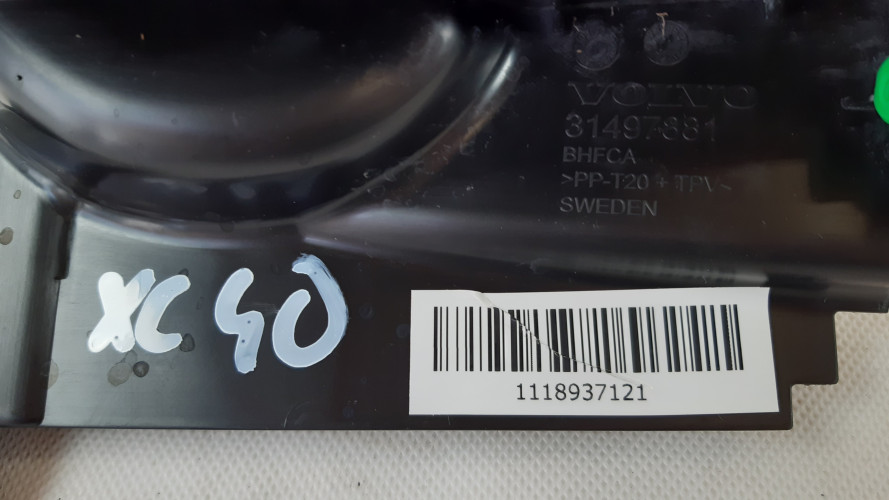 VOLVO
31497881
BHFCA
>PP-T20+TPV<
SWEDEN
XC 40
1118937121